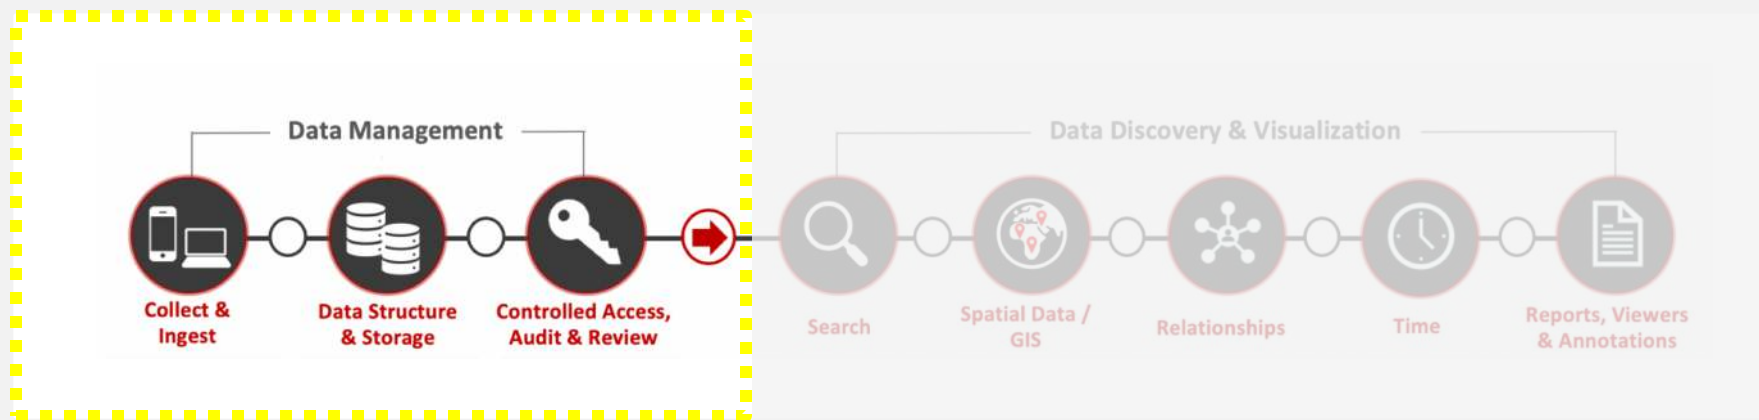 Data Management
Data Discovery & Visualization
Collect &
Ingest
Data Structure
& Storage
Controlled Access,
Audit & Review
Search
Spatial Data /
GIS
Relationships
Time
Reports, Viewers
& Annotations